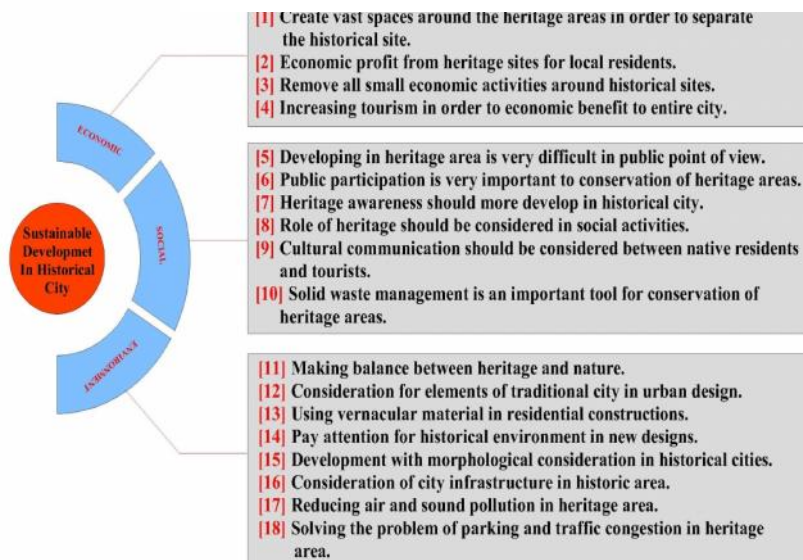 [1] Create vast spaces around the heritage areas in order to separate
the historical site.
[2] Economic profit from heritage sites for local residents.
[3] Remove all small economic activities around historical sites.
[4] Increasing tourism in order to economic benefit to entire city.
ECONOMIC
[5] Developing in heritage area is very difficult in public point of view.
[6] Public participation is very important to conservation of heritage areas.
[7] Heritage awareness should more develop in historical city.
[8] Role of heritage should be considered in social activities.
[9] Cultural communication should be considered between native residents
and tourists.
[10] Solid waste management is an important tool for conservation of
heritage areas.
SOCIAL
Sustainable
Developmet
In Historical
City
ENVIRONMENT
[11] Making balance between heritage and nature.
[12] Consideration for elements of traditional city in urban design.
[13] Using vernacular material in residential constructions.
[14] Pay attention for historical environment in new designs.
[15] Development with morphological consideration in historical cities.
[16] Consideration of city infrastructure in historic area.
[17] Reducing air and sound pollution in heritage area.
[18] Solving the problem of parking and traffic congestion in heritage
area.